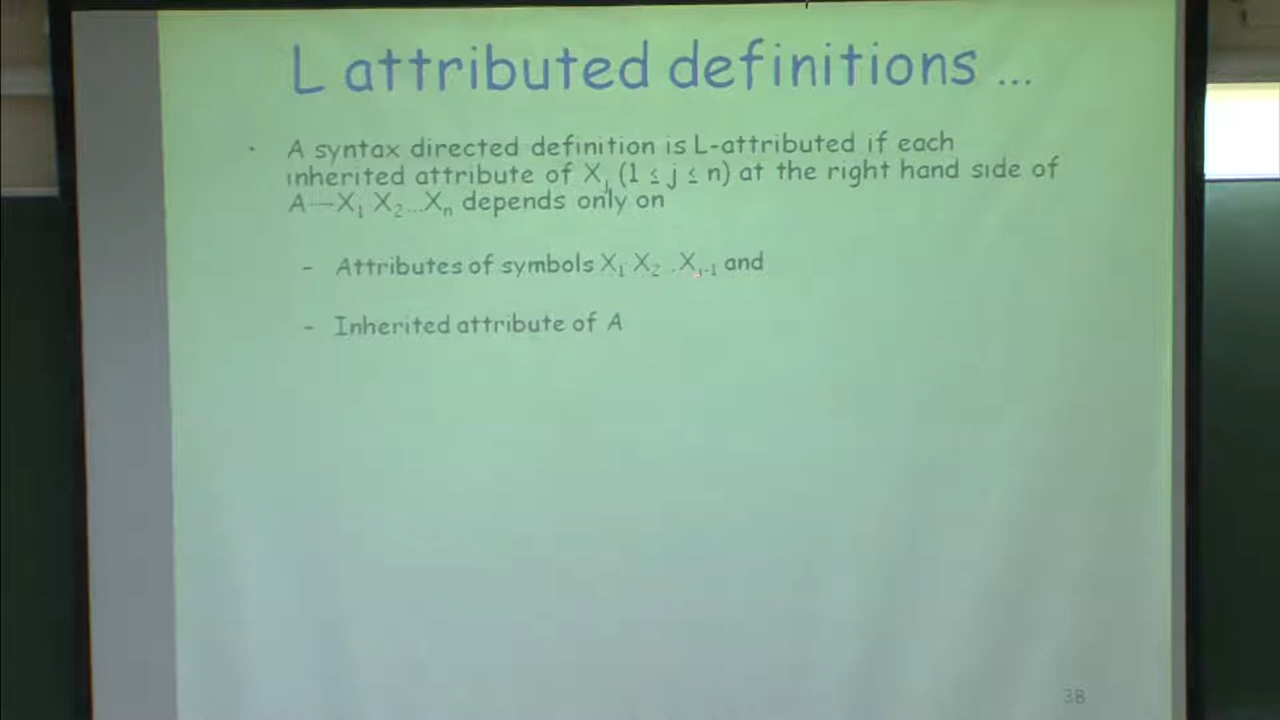 L attributed definitions ...
· A syntax directed definition is L-attributed if each
inherited attribute of Xj (1 ≤ j ≤ n) at the right hand side of
A→X1 X2...Xn depends only on
- Attributes of symbols X1 X2 ..Xj-1 and
- Inherited attribute of A
38